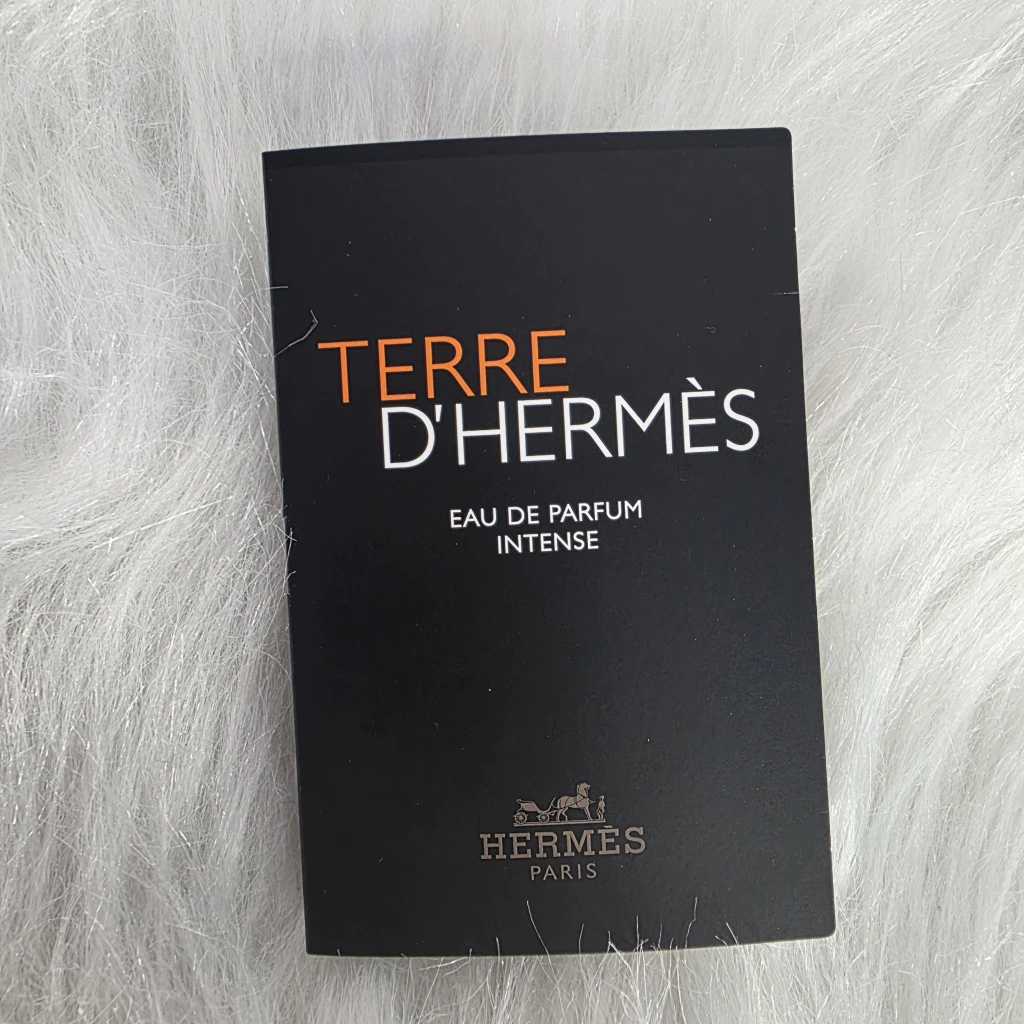 TERRE
D'HERMÈS
EAU DE PARFUM
INTENSE
HERMÈS
PARIS